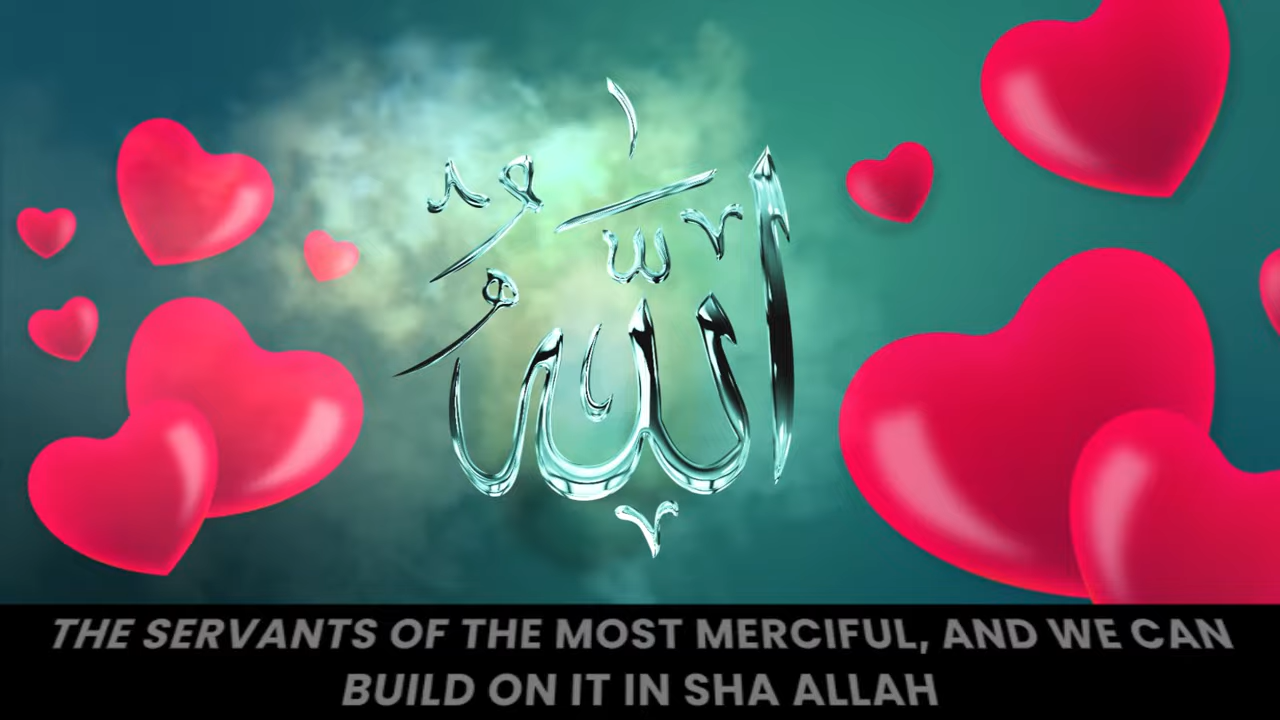 الله
THE SERVANTS OF THE MOST MERCIFUL, AND WE CAN
BUILD ON IT IN SHA ALLAH